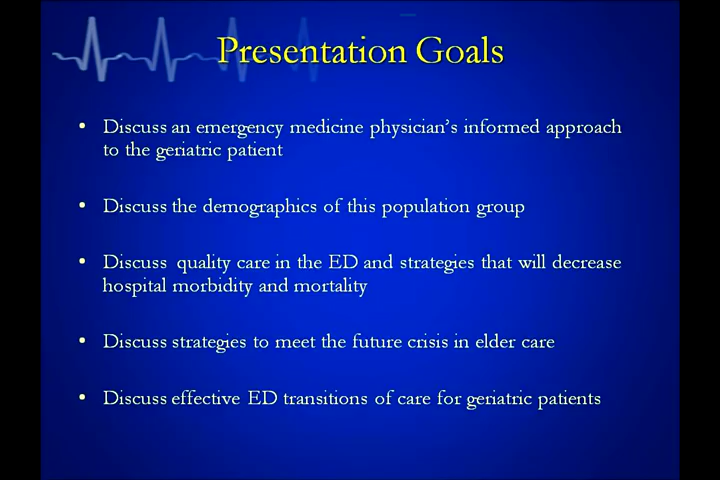 Presentation Goals
• Discuss an emergency medicine physician's informed approach
to the geriatric patient
• Discuss the demographics of this population group
• Discuss quality care in the ED and strategies that will decrease
hospital morbidity and mortality
• Discuss strategies to meet the future crisis in elder care
• Discuss effective ED transitions of care for geriatric patients